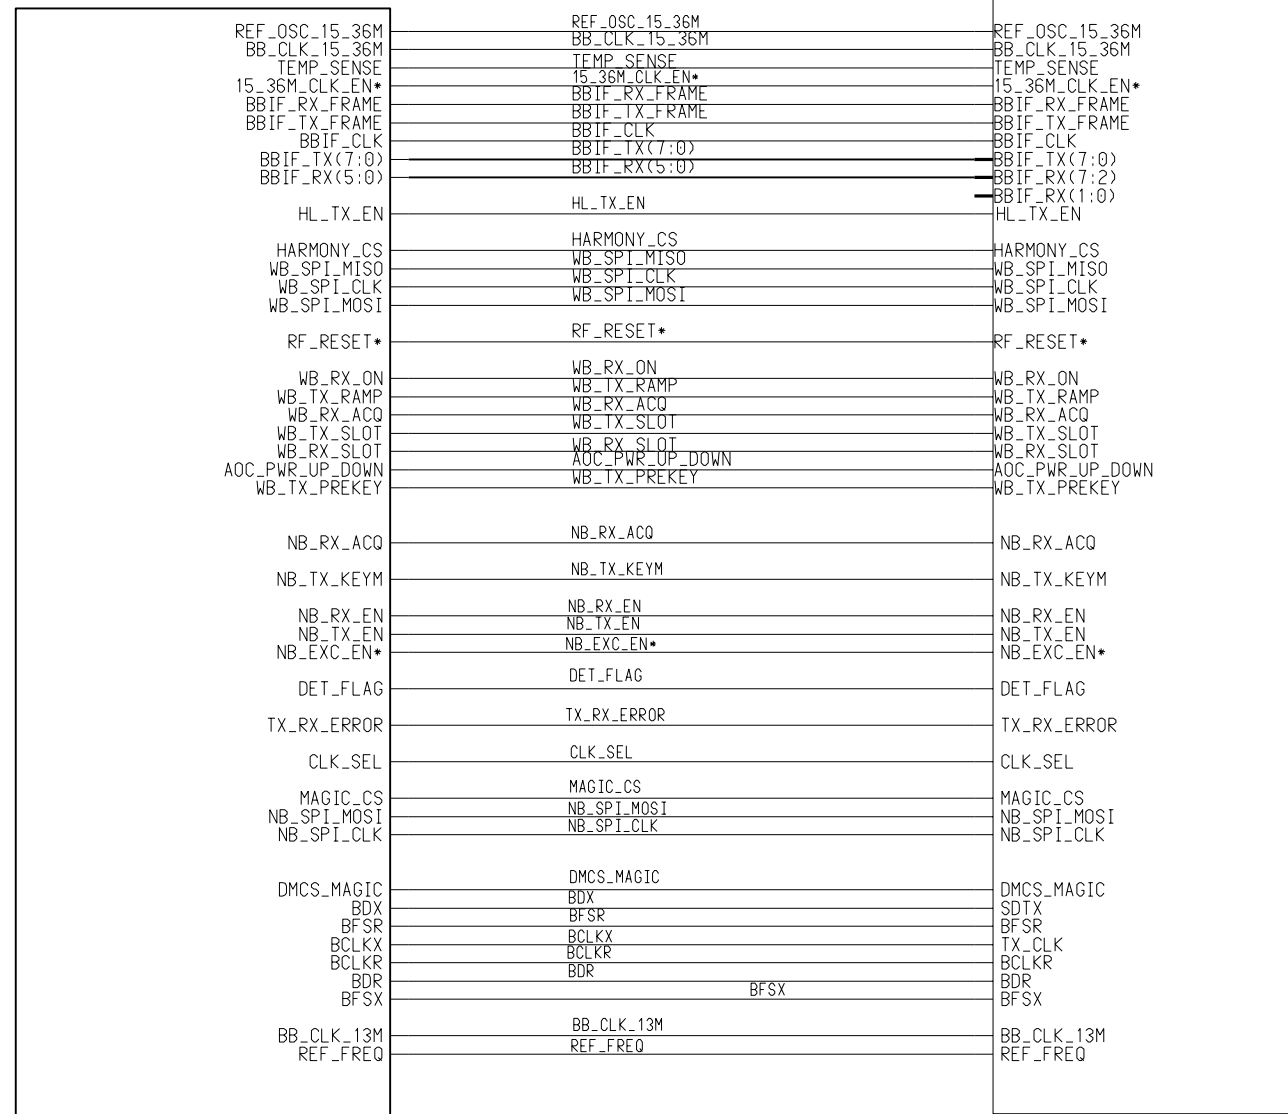 REF_OSC_15_36M REF_OSC_15_36M REF_OSC_15_36M
BB_CLK_15_36M BB_CLK_15_36M BB_CLK_15_36M
TEMP_SENSE TEMP_SENSE TEMP_SENSE
15_36M_CLK_EN* 15_36M_CLK_EN* 15_36M_CLK_EN*
BBIF_RX_FRAME BBIF_RX_FRAME BBIF_RX_FRAME
BBIF_TX_FRAME BBIF_TX_FRAME BBIF_TX_FRAME
BBIF_CLK BBIF_CLK BBIF_CLK
BBIF_TX(7:0) BBIF_TX(7:0) BBIF_TX(7:0)
BBIF_RX(5:0) BBIF_RX(5:0) BBIF_RX(7:2)
BBIF_RX(1:0)
HL_TX_EN HL_TX_EN HL_TX_EN
HARMONY_CS HARMONY_CS HARMONY_CS
WB_SPI_MISO WB_SPI_MISO WB_SPI_MISO
WB_SPI_CLK WB_SPI_CLK WB_SPI_CLK
WB_SPI_MOSI WB_SPI_MOSI WB_SPI_MOSI
RF_RESET* RF_RESET* RF_RESET*
WB_RX_ON WB_RX_ON WB_RX_ON
WB_TX_RAMP WB_TX_RAMP WB_TX_RAMP
WB_RX_ACQ WB_RX_ACQ WB_RX_ACQ
WB_TX_SLOT WB_TX_SLOT WB_TX_SLOT
WB_RX_SLOT WB_RX_SLOT WB_RX_SLOT
AOC_PWR_UP_DOWN AOC_PWR_UP_DOWN AOC_PWR_UP_DOWN
WB_TX_PREKEY WB_TX_PREKEY WB_TX_PREKEY
NB_RX_ACQ NB_RX_ACQ NB_RX_ACQ
NB_TX_KEYM NB_TX_KEYM NB_TX_KEYM
NB_RX_EN NB_RX_EN NB_RX_EN
NB_TX_EN NB_TX_EN NB_TX_EN
NB_EXC_EN* NB_EXC_EN* NB_EXC_EN*
DET_FLAG DET_FLAG DET_FLAG
TX_RX_ERROR TX_RX_ERROR TX_RX_ERROR
CLK_SEL CLK_SEL CLK_SEL
MAGIC_CS MAGIC_CS MAGIC_CS
NB_SPI_MOSI NB_SPI_MOSI NB_SPI_MOSI
NB_SPI_CLK NB_SPI_CLK NB_SPI_CLK
DMCS_MAGIC DMCS_MAGIC DMCS_MAGIC
BDX BDX SDTX
BFSR BFSR BFSR
BCLKX BCLKX TX_CLK
BCLKR BCLKR BCLKR
BDR BDR BDR
BFSX BFSX BFSX
BB_CLK_13M BB_CLK_13M BB_CLK_13M
REF_FREQ REF_FREQ REF_FREQ